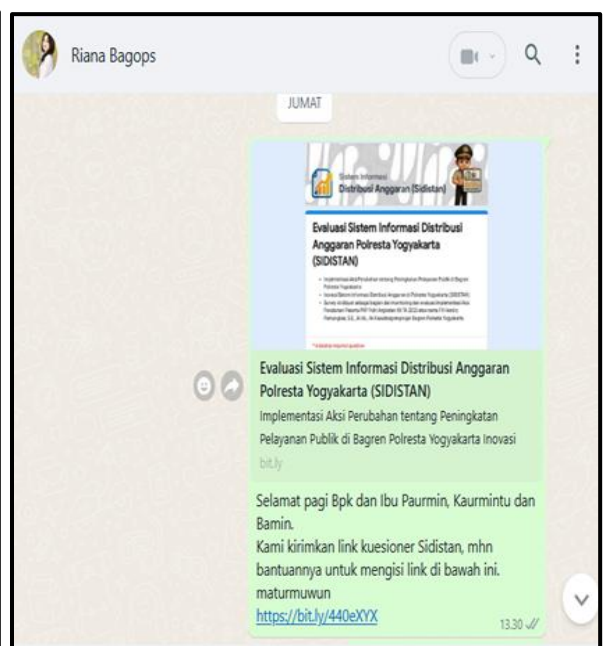 Riana Bagops
JUMAT
Sistem Informasi
Distribusi Anggaran (Sidistan)
Evaluasi Sistem Informasi Distribusi
Anggaran Polresta Yogyakarta
(SIDISTAN)
Evaluasi Sistem Informasi Distribusi Anggaran
Polresta Yogyakarta (SIDISTAN)
Implementasi Aksi Perubahan tentang Peningkatan
Pelayanan Publik di Bagren Polresta Yogyakarta Inovasi
bit.ly
Selamat pagi Bpk dan Ibu Paurmin, Kaurmintu dan
Bamin.
Kami kirimkan link kuesioner Sidistan, mhn
bantuannya untuk mengisi link di bawah ini.
maturmuwun
https://bit.ly/440eXYX
13.30